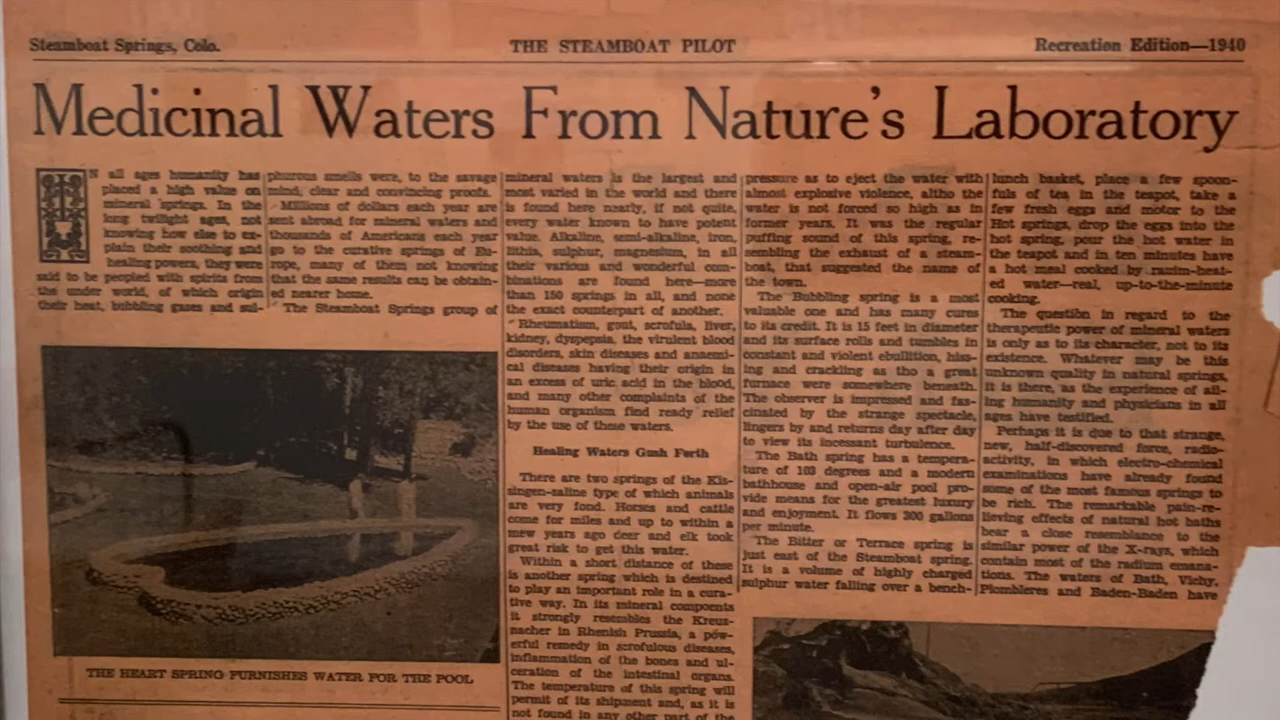 Steamboat Springs, Colo.
THE STEAMBOAT PILOT
Recreation Edition—1940
Medicinal Waters From Nature's Laboratory
IN all ages humanity has
placed a high value on
mineral springs. In the
long twilight ages, not
knowing how else to ex-
plain their soothing and
healing powers, they were
said to be peopled with spirits from
the under world, of which origin
their heat, bubbling gases and sul-
phurous smells were, to the savage
mind, clear and convincing proofs.
Millions of dollars each year are
sent abroad for mineral waters and
thousands of Americans each year
go to the curative springs of Eu-
rope, many of them not knowing
that the same results can be obtain-
ed nearer home.
The Steamboat Springs group of
THE HEART SPRING FURNISHES WATER FOR THE POOL
mineral waters is the largest and
most varied in the world and there
is found here nearly, if not quite,
every water known to have potent
value. Alkaline, semi-alkaline, iron,
lithia, sulphur, magnesium, in all
their various and wonderful com-
binations are found here—more
than 150 springs in all, and none
the exact counterpart of another.
Rheumatism, gout, scrofula, liver,
kidney, dyspepsia, the virulent blood
disorders, skin diseases and anaemi-
cal diseases having their origin in
an excess of uric acid in the blood,
and many other complaints of the
human organism find ready relief
by the use of these waters.
Healing Waters Gush Forth
There are two springs of the Kis-
singen-saline type of which animals
are very fond. Horses and cattle
come for miles and up to within a
mew years ago deer and elk took
great risk to get this water.
Within a short distance of these
is another spring which is destined
to play an important role in a cura-
tive way. In its mineral compoents
it strongly resembles the Kreuz-
nacher in Rhenish Prussia, a pow-
erful remedy in scrofulous diseases,
inflammation of the bones and ul-
ceration of the intestinal organs.
The temperature of this spring will
permit of its shipment and, as it is
not found in any other part of the
pressure as to eject the water with
almost explosive violence, altho the
water is not forced so high as in
former years. It was the regular
puffing sound of this spring, re-
sembling the exhaust of a steam-
boat, that suggested the name of
the town.
The Bubbling spring is a most
valuable one and has many cures
to its credit. It is 15 feet in diameter
and its surface rolls and tumbles in
constant and violent ebullition, hiss-
ing and crackling as tho a great
furnace were somewhere beneath.
The observer is impressed and fas-
cinated by the strange spectacle,
lingers by and returns day after day
to view its incessant turbulence.
The Bath spring has a tempera-
ture of 103 degrees and a modern
bathhouse and open-air pool pro-
vide means for the greatest luxury
and enjoyment. It flows 300 gallons
per minute.
The Bitter or Terrace spring is
just east of the Steamboat spring.
It is a volume of highly charged
sulphur water falling over a bench-
lunch basket, place a few spoon-
fuls of tea in the teapot, take a
few fresh eggs and motor to the
Hot springs, drop the eggs into the
hot spring, pour the hot water in
the teapot and in ten minutes have
a hot meal cooked by
ed water—real, up-to-the-minute
cooking.
The question in regard to the
therapeutic power of mineral waters
is only as to its character, not to its
existence. Whatever may be this
unknown quality in natural springs,
it is there, as the experience of ail-
ing humanity and physicians in all
ages have testified.
Perhaps it is due to that strange,
new, half-discovered force, radio-
activity, in which electro-chemical
examinations have already found
some of the most famous springs to
be rich. The remarkable pain-re-
lieving effects of natural hot baths
bear a close resemblance to the
similar power of the X-rays, which
contain most of the radium emana-
tions. The waters of Bath, Vichy,
Plombieres and Baden-Baden have